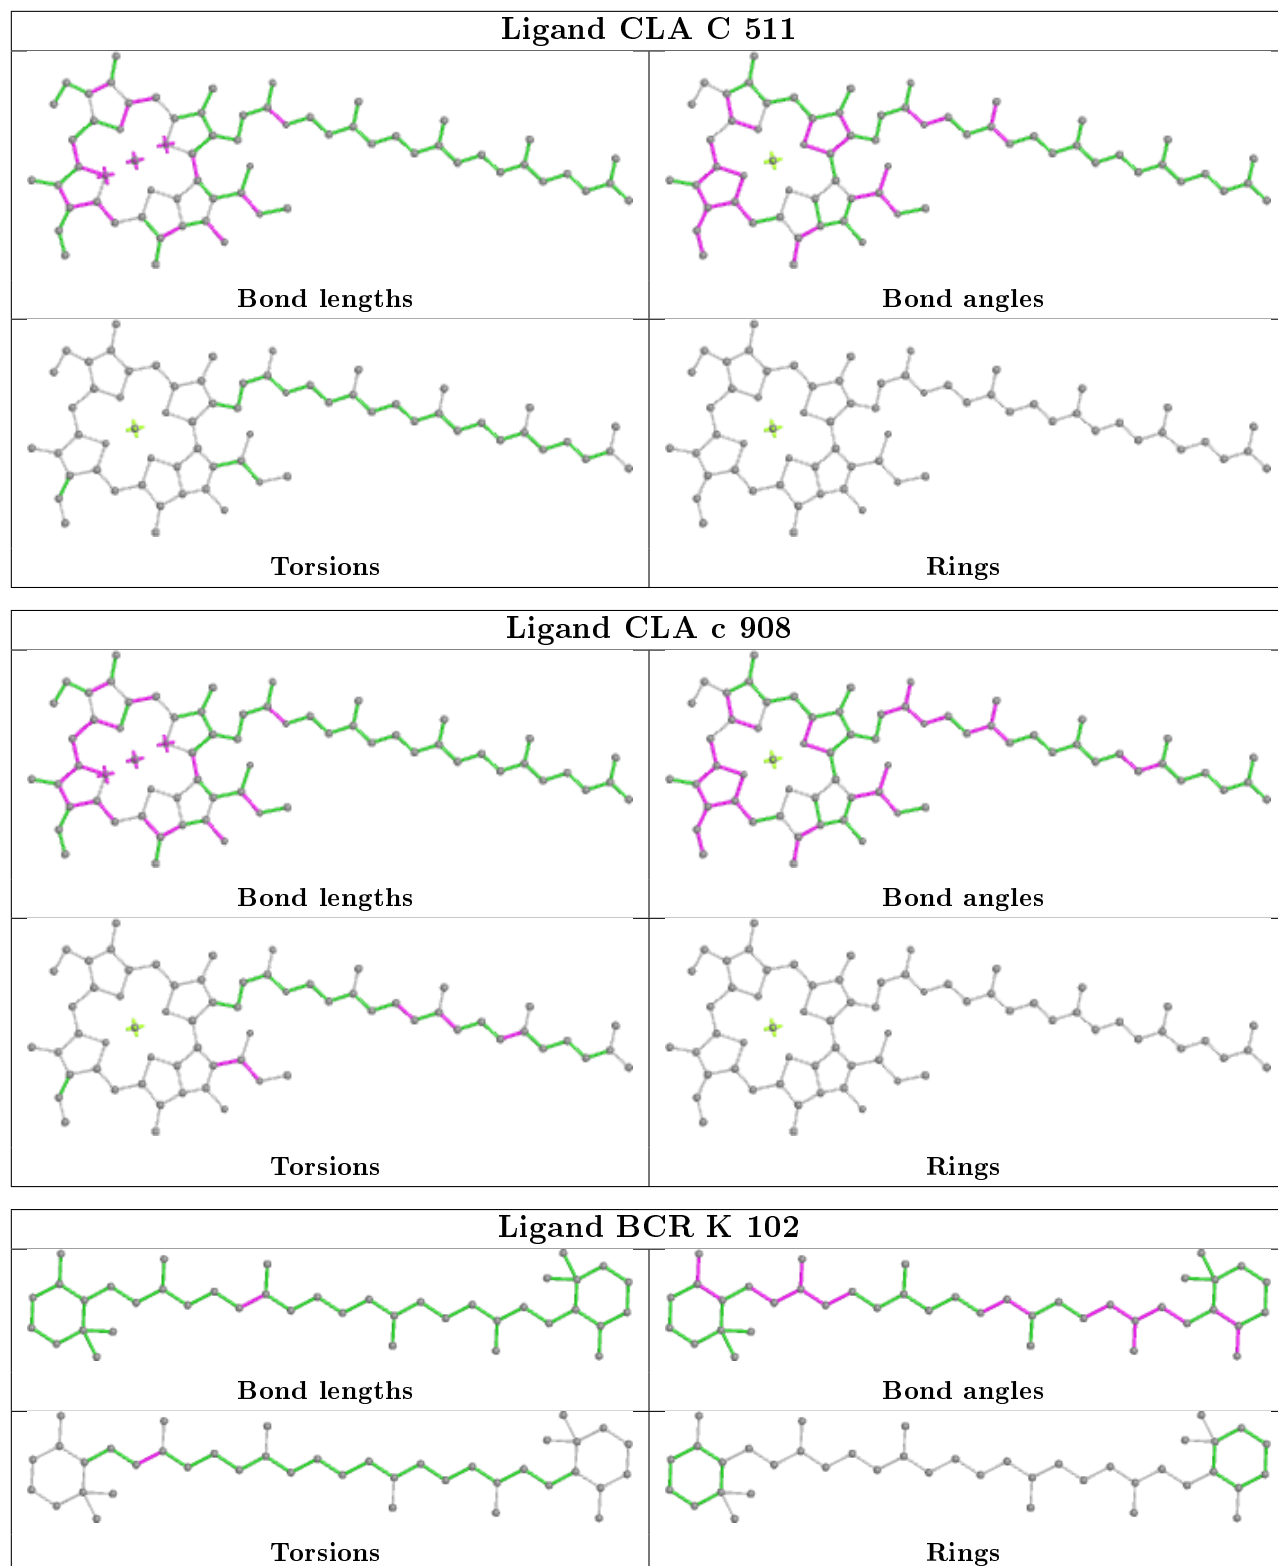 Ligand CLA C 511
Bond lengths Bond angles
Torsions Rings
Ligand CLA c 908
Bond lengths Bond angles
Torsions Rings
Ligand BCR K 102
Bond lengths Bond angles
Torsions Rings